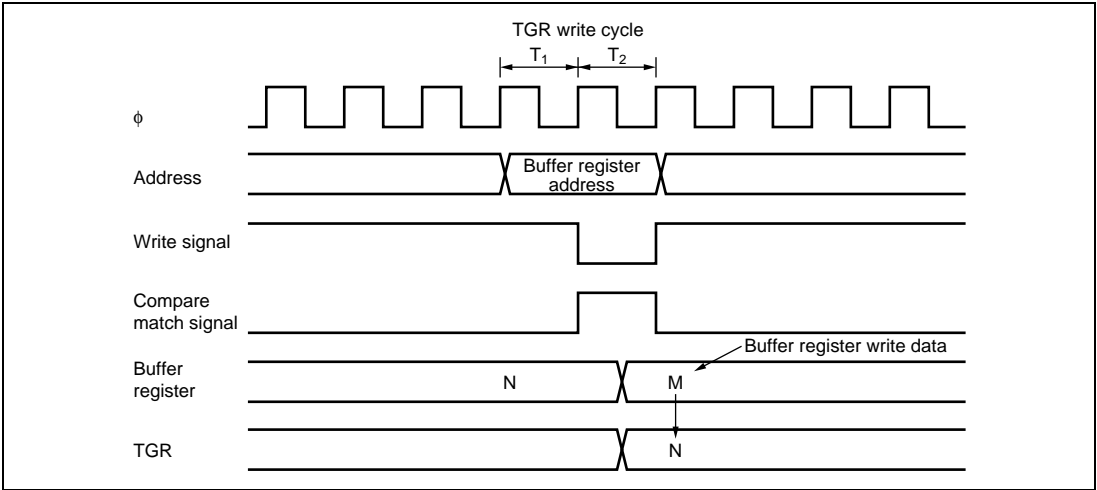 TGR write cycle
T1 T2
ϕ
Address
Buffer register
address
Write signal
Compare
match signal
Buffer register write data
Buffer
register
N M
TGR
N